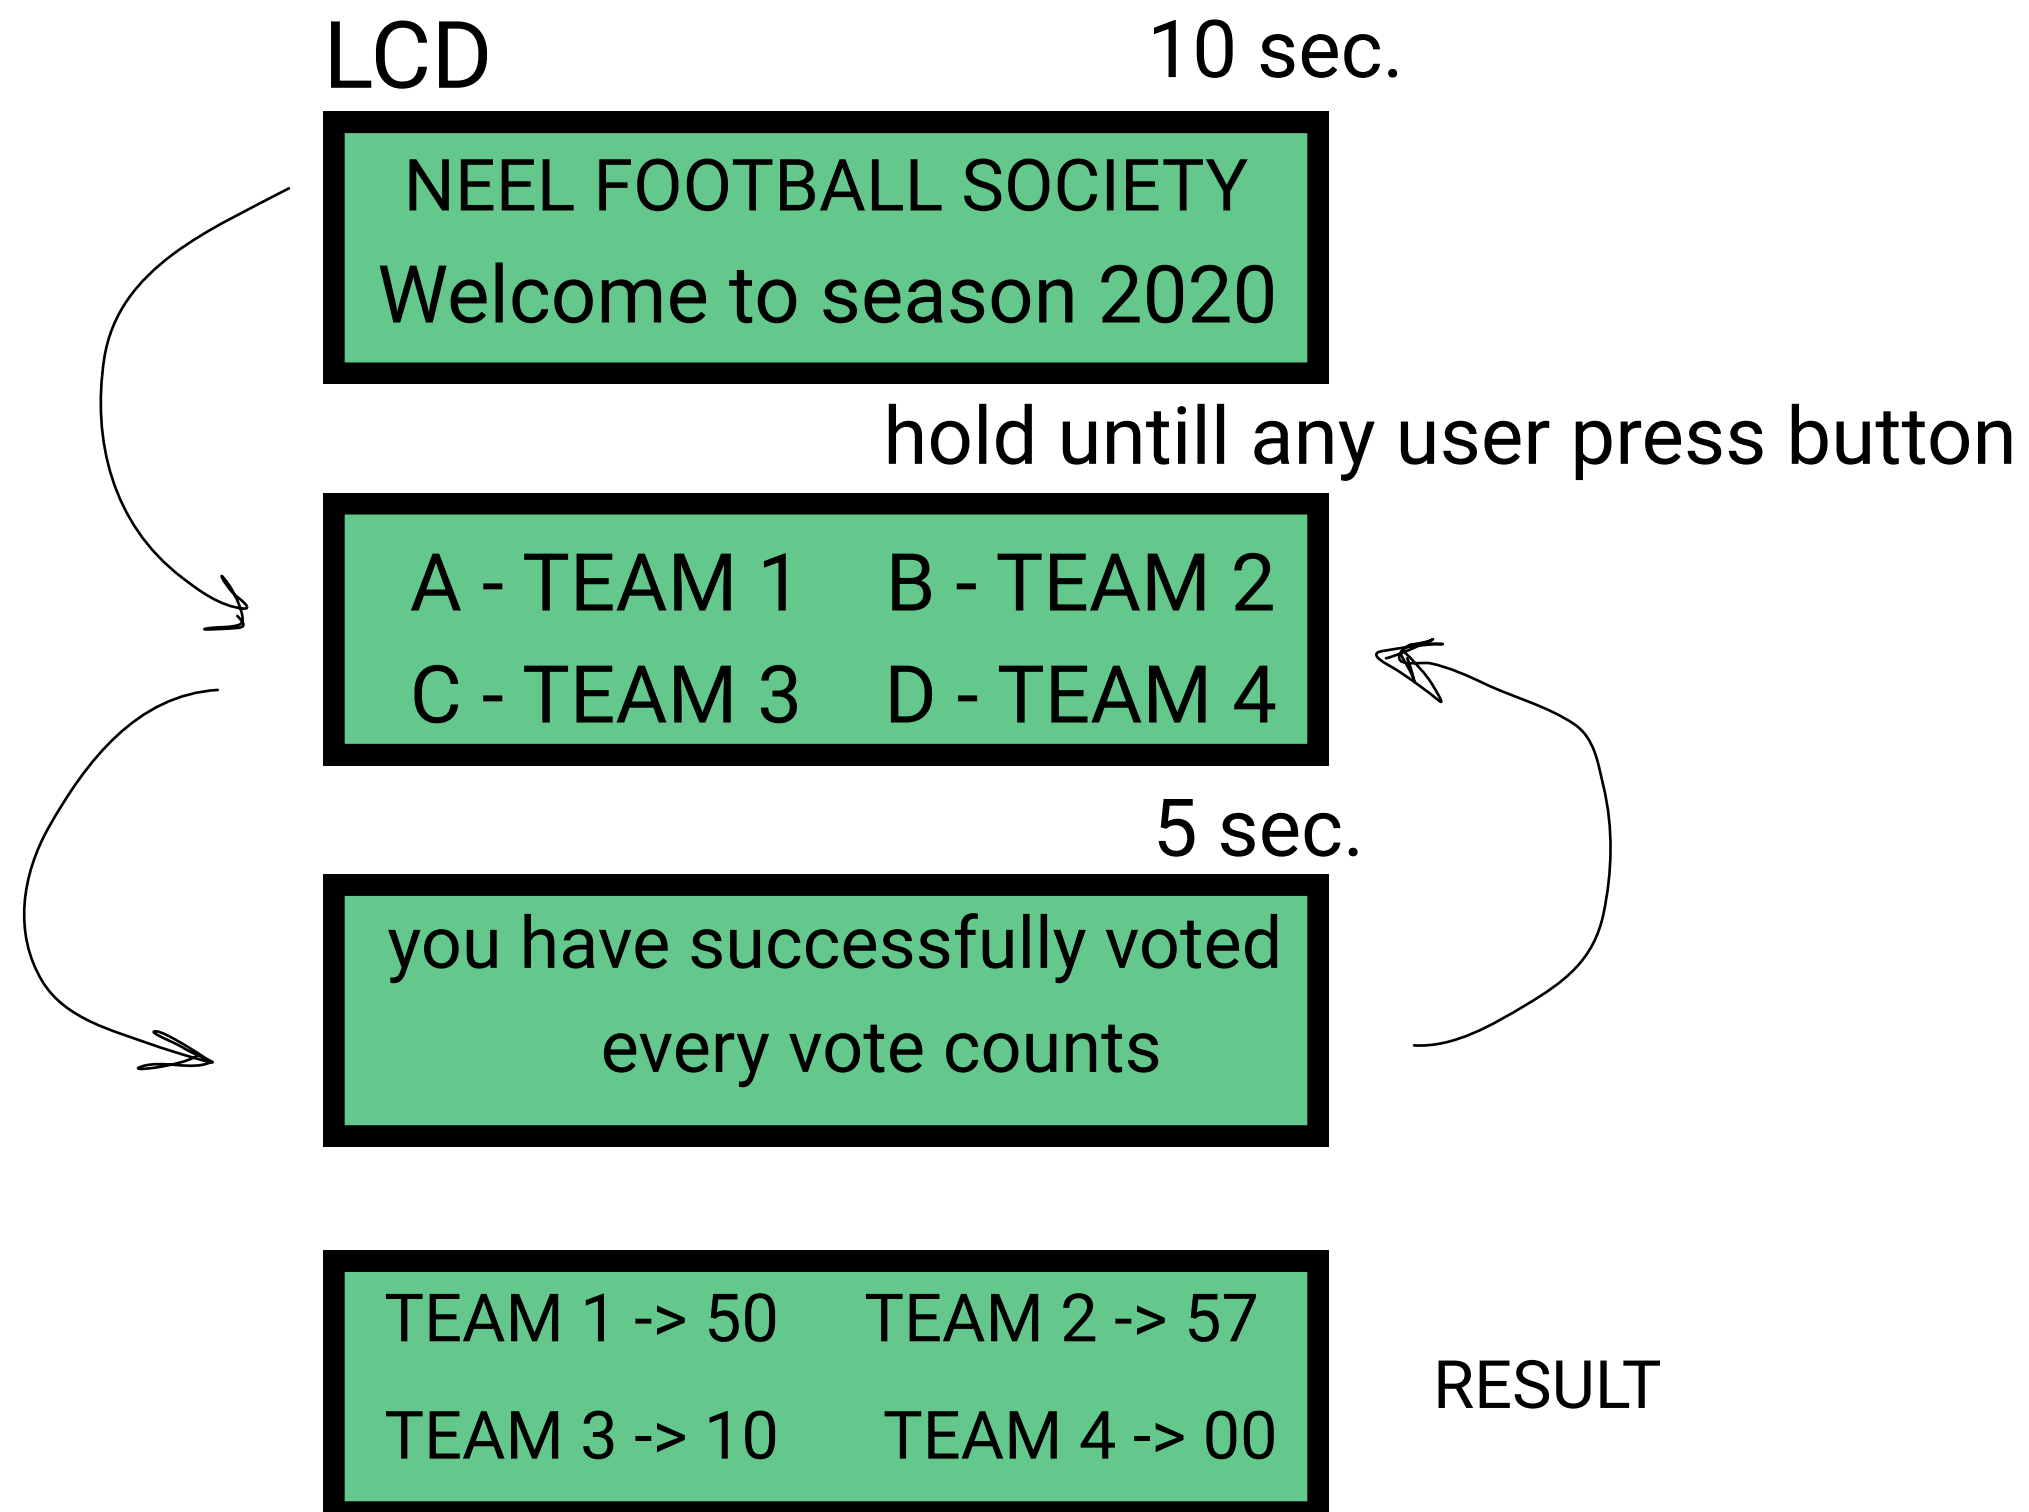 LCD
10 sec.
NEEL FOOTBALL SOCIETY
Welcome to season 2020
hold untill any user press button
A - TEAM 1 B - TEAM 2
C - TEAM 3 D - TEAM 4
5 sec.
you have successfully voted
every vote counts
TEAM 1 -> 50 TEAM 2 -> 57
TEAM 3 -> 10 TEAM 4 -> 00
RESULT